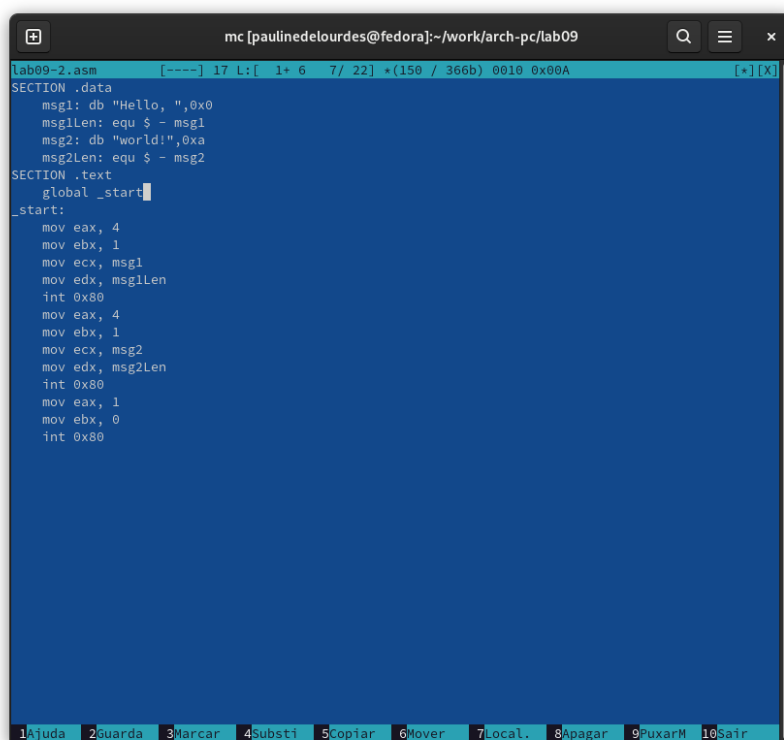 mc [paulinedelourdes@fedora]:~/work/arch-pc/lab09
lab09-2.asm [----] 17 L:[ 1+ 6 7/ 22] *(150 / 366b) 0010 0x00A [*][X]
SECTION .data
    msg1: db "Hello, ",0x0
    msg1Len: equ $ - msg1
    msg2: db "world!",0xa
    msg2Len: equ $ - msg2
SECTION .text
    global _start
_start:
    mov eax, 4
    mov ebx, 1
    mov ecx, msg1
    mov edx, msg1Len
    int 0x80
    mov eax, 4
    mov ebx, 1
    mov ecx, msg2
    mov edx, msg2Len
    int 0x80
    mov eax, 1
    mov ebx, 0
    int 0x80
1Ajuda 2Guarda 3Marcar 4Substi 5Copiar 6Mover 7Local. 8Apagar 9PuxarM 10Sair